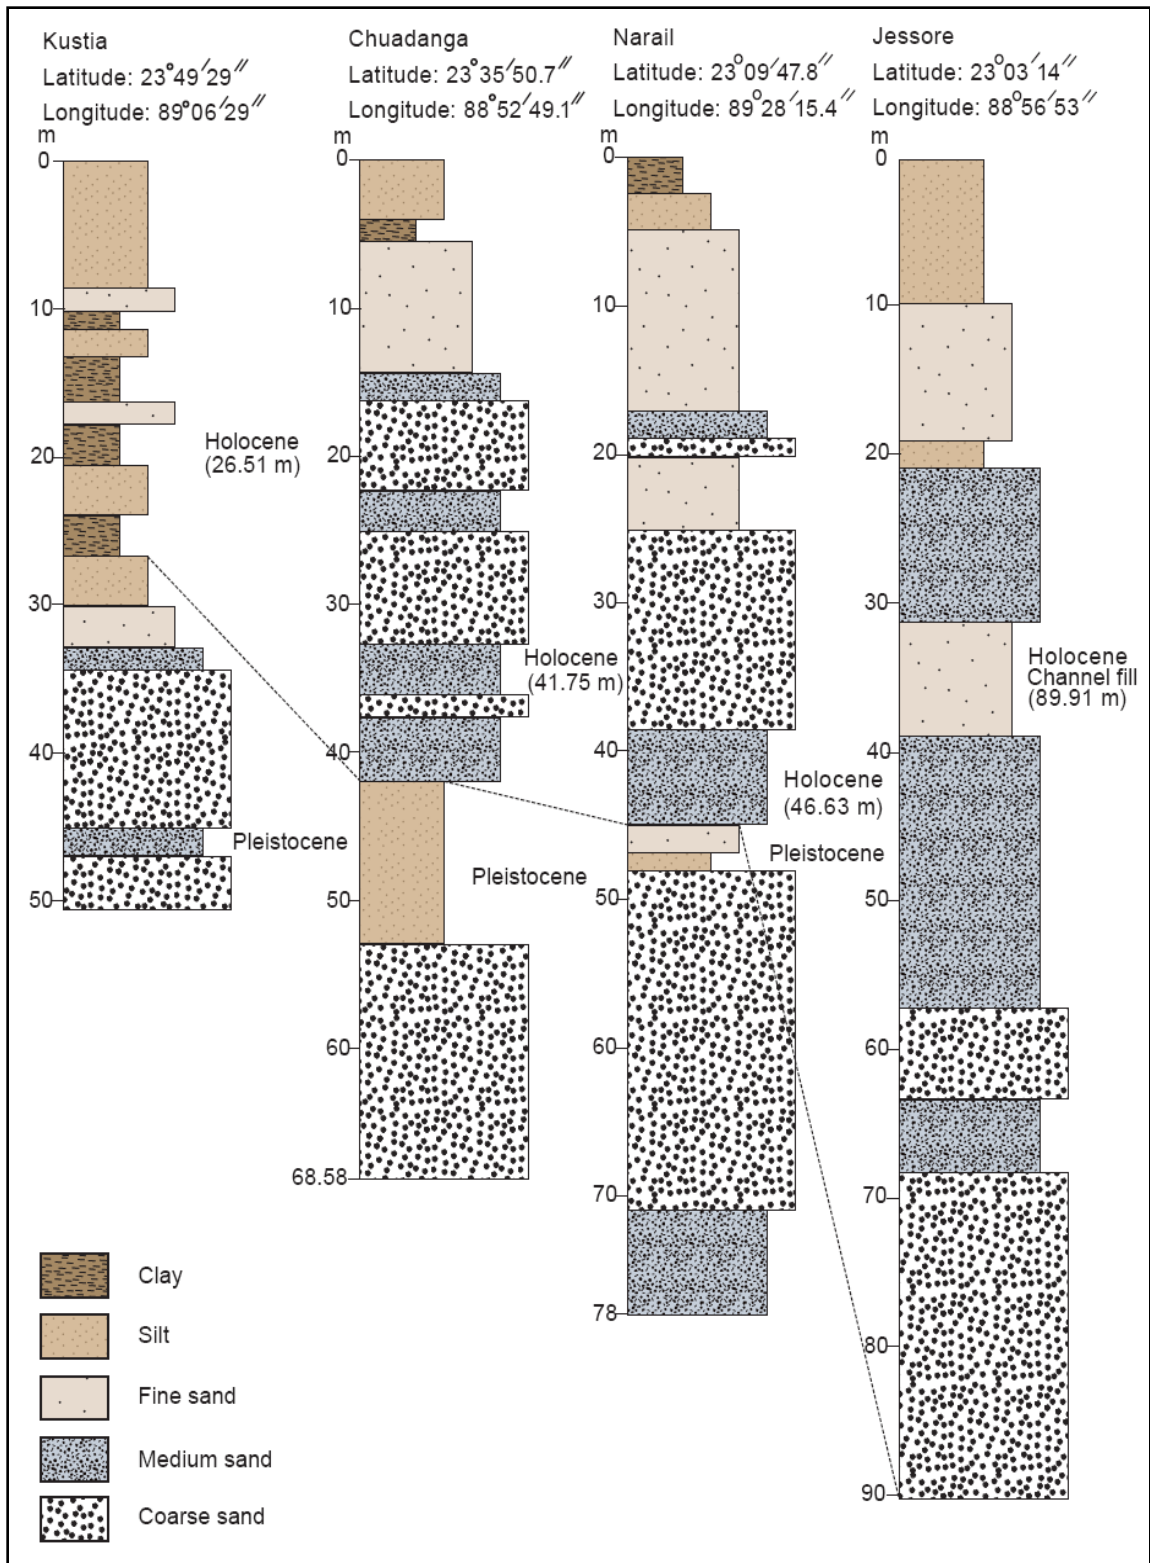 Kustia
Latitude: 23°49′29″
Longitude: 89°06′29″
m
0
10
20
30
40
50
Holocene
(26.51 m)
Pleistocene
Chuadanga
Latitude: 23°35′50.7″
Longitude: 88°52′49.1″
0
10
20
30
40
50
60
68.58
Holocene
(41.75 m)
Pleistocene
Narail
Latitude: 23°09′47.8″
Longitude: 89°28′15.4″
m
0
10
20
30
40
50
60
70
78
Holocene
(46.63 m)
Pleistocene
Jessore
Latitude: 23°03′14″
Longitude: 88°56′53″
m
0
10
20
30
40
50
60
70
80
90
Holocene
Channel fill
(89.91 m)
Clay
Silt
Fine sand
Medium sand
Coarse sand